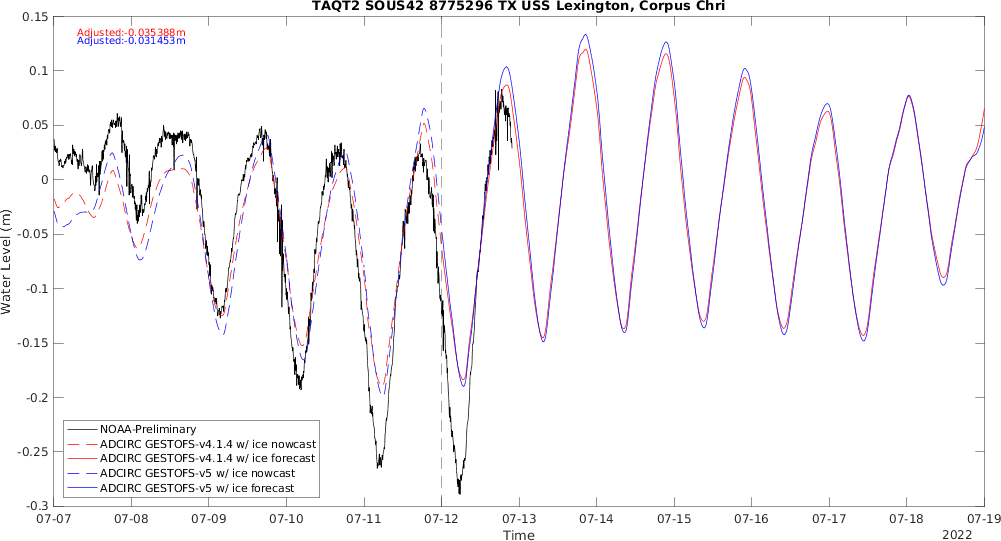 TAQT2 SOUS42 8775296 TX USS Lexington, Corpus Chri
Adjusted:-0.035388m
Adjusted:-0.031453m
0.15
0.1
0.05
0
-0.05
-0.1
-0.15
-0.2
-0.25
-0.3
Water Level (m)
NOAA-Preliminary
ADCIRC GESTOFS-v4.1.4 w/ ice nowcast
ADCIRC GESTOFS-v4.1.4 w/ ice forecast
ADCIRC GESTOFS-v5 w/ ice nowcast
ADCIRC GESTOFS-v5 w/ ice forecast
07-07 07-08 07-09 07-10 07-11 07-12 07-13 07-14 07-15 07-16 07-17 07-18 07-19
Time
2022